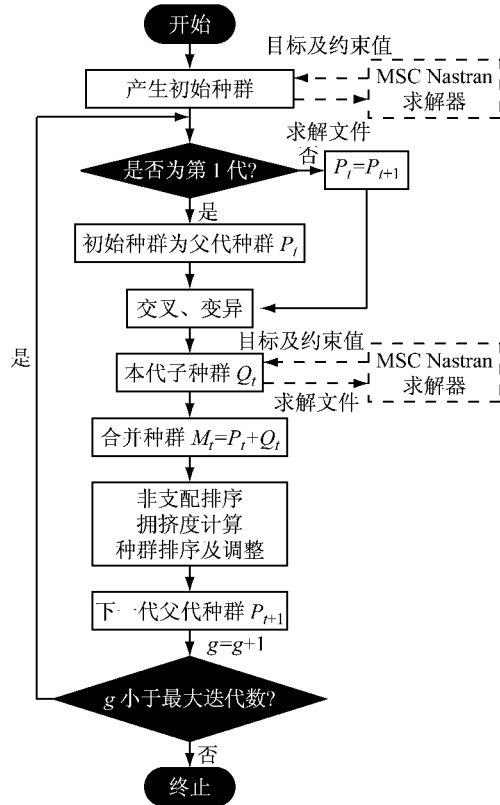 开始
目标及约束值
产生初始种群
MSC Nastran
求解器
求解文件
是否为第 1 代?
否
P_t=P_{t+1}
是
初始种群为父代种群 P_t
交叉、变异
目标及约束值
本代子种群 Q_t
MSC Nastran
求解器
求解文件
是
合并种群 M_t=P_t+Q_t
非支配排序
拥挤度计算
种群排序及调整
下一代父代种群 P_{t+1}
g=g+1
g 小于最大迭代数?
否
终止